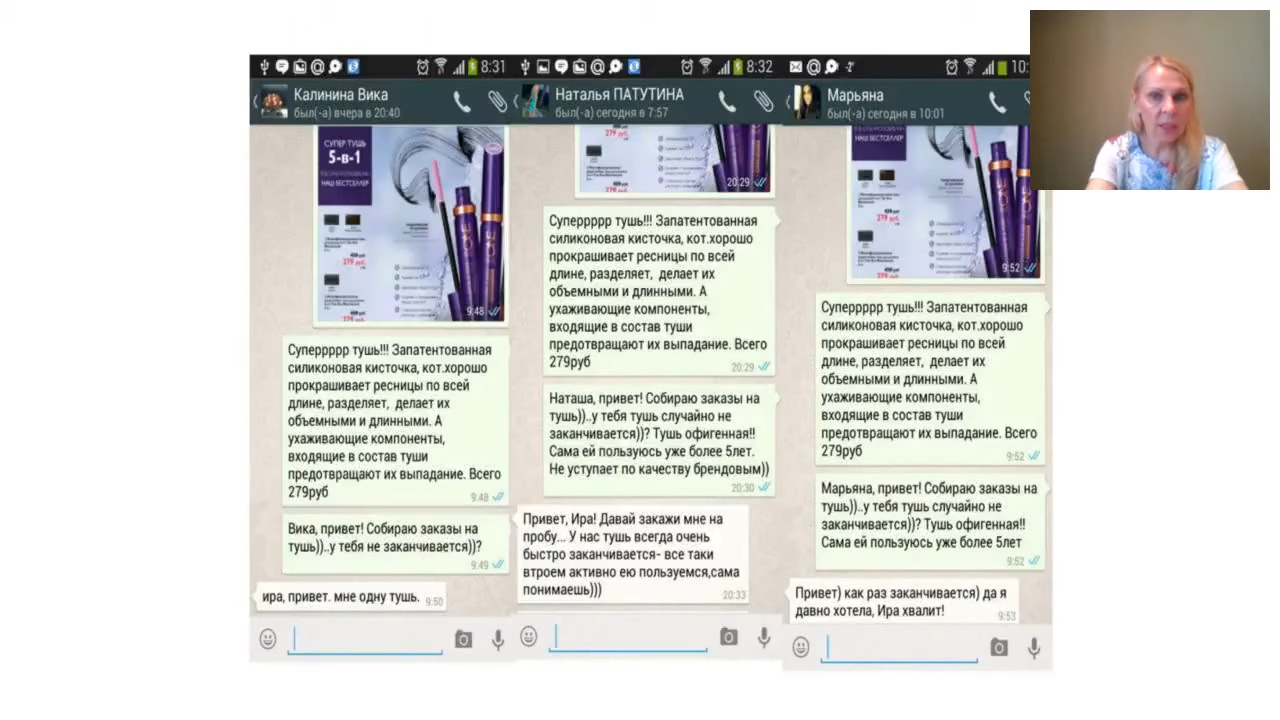 8:31
Калинина Вика
был(-а) вчера в 20:40
СУПЕР ТУШЬ
5-в-1
НАШ БЕСТСЕЛЛЕР
279 руб
9:48
Суперрррр тушь!!! Запатентованная
силиконовая кисточка, кот.хорошо
прокрашивает ресницы по всей
длине, разделяет, делает их
объемными и длинными. А
ухаживающие компоненты,
входящие в состав туши
предотвращают их выпадание. Всего
279руб
9:48
Вика, привет! Собираю заказы на
тушь))..у тебя не заканчивается))?
9:49
ира, привет. мне одну тушь.
9:50
8:32
Наталья ПАТУТИНА
был(-а) сегодня в 7:57
279 руб
20:29
Суперрррр тушь!!! Запатентованная
силиконовая кисточка, кот.хорошо
прокрашивает ресницы по всей
длине, разделяет, делает их
объемными и длинными. А
ухаживающие компоненты,
входящие в состав туши
предотвращают их выпадание. Всего
279руб
20:29
Наташа, привет! Собираю заказы на
тушь))..у тебя тушь случайно не
заканчивается))? Тушь офигенная!!
Сама ей пользуюсь уже более 5лет.
Не уступает по качеству брендовым))
20:30
Привет, Ира! Давай закажи мне на
пробу... У нас тушь всегда очень
быстро заканчивается- все таки
втроем активно ею пользуемся,сама
понимаешь)))
20:33
10:
Марьяна
был(-а) сегодня в 10:01
НАШ БЕСТСЕЛЛЕР
279 руб
9:52
Суперрррр тушь!!! Запатентованная
силиконовая кисточка, кот.хорошо
прокрашивает ресницы по всей
длине, разделяет, делает их
объемными и длинными. А
ухаживающие компоненты,
входящие в состав туши
предотвращают их выпадание. Всего
279руб
9:52
Марьяна, привет! Собираю заказы на
тушь))..у тебя тушь случайно не
заканчивается))? Тушь офигенная!!
Сама ей пользуюсь уже более 5лет
9:52
Привет) как раз заканчивается) да я
давно хотела, Ира хвалит!
9:53